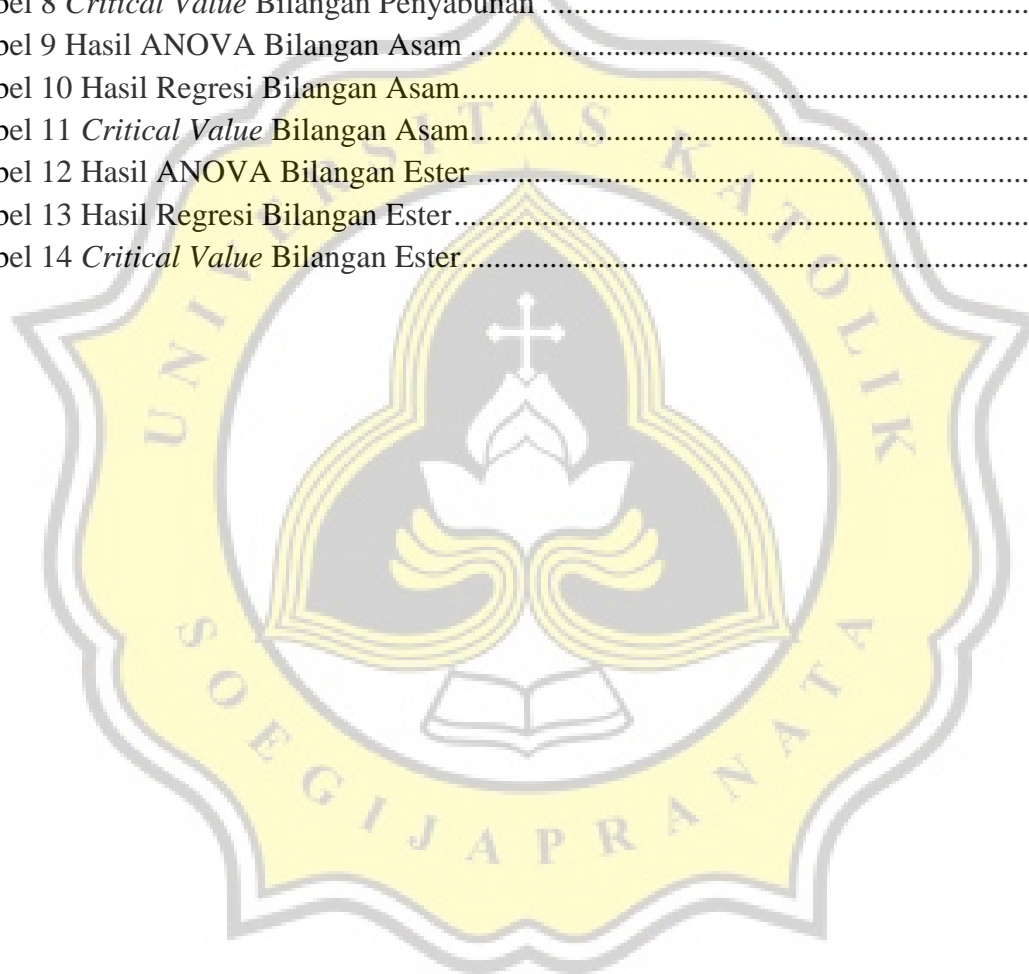 bel 8 Critical Value Bilangan Penyabunan ........................................................
bel 9 Hasil ANOVA Bilangan Asam ................................................................
bel 10 Hasil Regresi Bilangan Asam.................................................................
bel 11 Critical Value Bilangan Asam................................................................
bel 12 Hasil ANOVA Bilangan Ester ................................................................
bel 13 Hasil Regresi Bilangan Ester..................................................................
bel 14 Critical Value Bilangan Ester.................................................................
UNIVERSITAS KATOLIK
SOEGIJAPRANATA